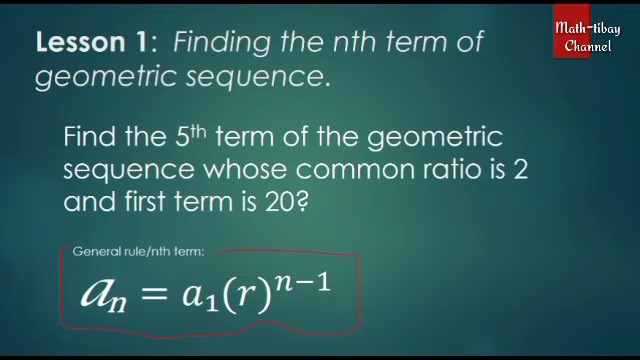 Math-tibay
Channel
Lesson 1: Finding the nth term of
geometric sequence.
Find the 5th term of the geometric
sequence whose common ratio is 2
and first term is 20?
General rule/nth term:
aₙ = a₁(r)ⁿ⁻¹